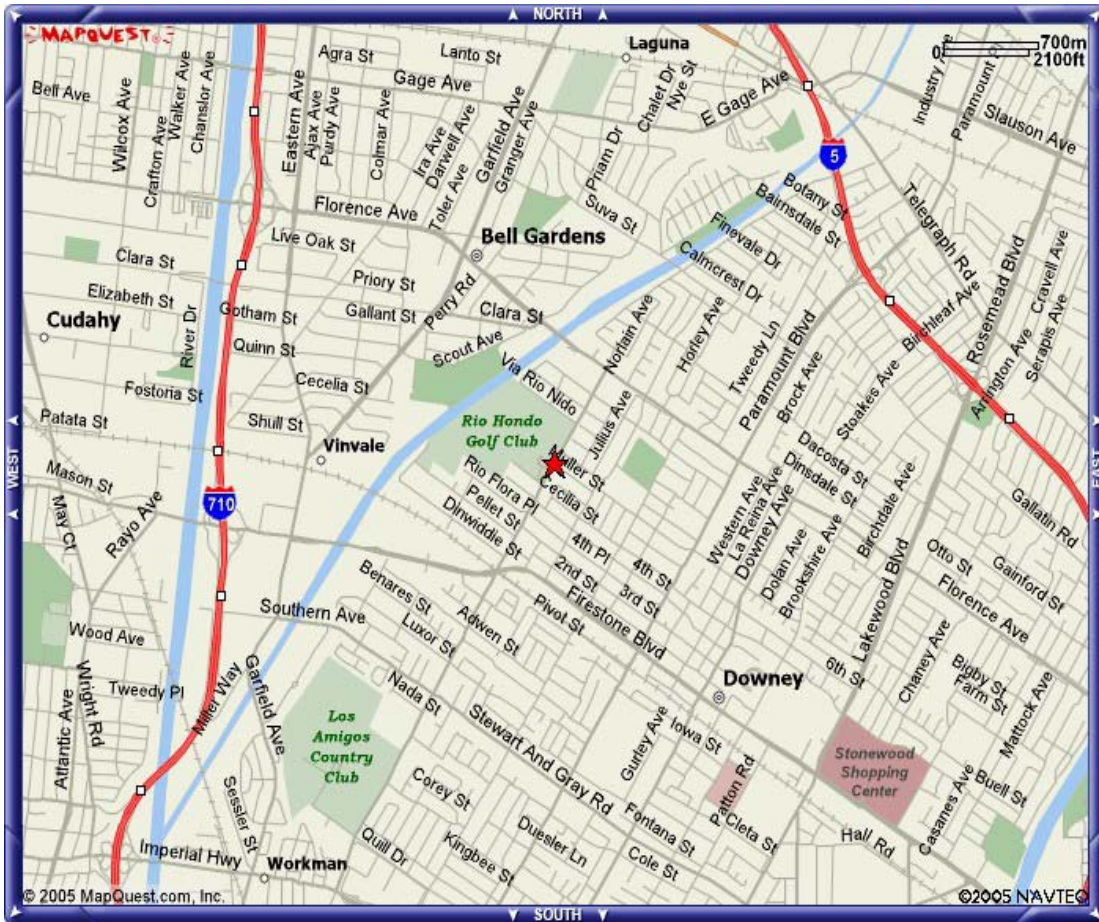 NORTH
MAPQUEST
700m
0
2100ft
Laguna
Agra St
Lanto St
Gage Ave
Chalet Dr
Nye St
E Gage Ave
Industry Ave
Paramount Pl
Slauson Ave
Bell Ave
Wilcox Ave
Crafton Ave
Walker Ave
Chanslor Ave
Eastern Ave
Ajax Ave
Purdy Ave
Colmar Ave
Ira Ave
Darwell Ave
Toler Ave
Garfield Ave
Granger Ave
Priam Dr
Suva St
5
Botany St
Bairnsdale St
Telegraph Rd
Florence Ave
Live Oak St
Bell Gardens
Finevale Dr
Calmcrest Dr
Rosemead Blvd
Cravell Ave
Serapis Ave
Clara St
Priory St
Perry Rd
Elizabeth St
River Dr
Gotham St
Gallant St
Clara St
Norlain Ave
Horley Ave
Tweedy Ln
Paramount Blvd
Birchleaf Ave
Arrington Ave
Cudahy
Quinn St
Scout Ave
Via Rio Nido
Brock Ave
Stoakes Ave
Fostoria St
Cecelia St
Julius Ave
Patata St
Shull St
Rio Hondo
Golf Club
Vinvale
Muller St
Dacosta St
Dinsdale St
WEST
EAST
Mason St
May Ct
Rayo Ave
710
Rio Flora Pl
Cecilia St
Pellet St
Dinwiddie St
Western Ave
La Reina Ave
Downey Ave
Dolan Ave
Brookshire Ave
Birchdale Ave
Gallatin Rd
4th Pl
4th St
2nd St
3rd St
Lakewood Blvd
Otto St
Gainford St
Florence Ave
Southern Ave
Benares St
Luxor St
Adwen St
Pivot St
Firestone Blvd
Wood Ave
Tweedy Pl
Wright Rd
Atlantic Ave
Miller Way
Garfield Ave
Nada St
Downey
6th St
Chaney Ave
Bigby St
Farm St
Mattock Ave
Los
Amigos
Country
Club
Stewart And Gray Rd
Gurley Ave
Iowa St
Patton Rd
Stonewood
Shopping
Center
Casanes Ave
Buell St
Sessler St
Corey St
Duesler Ln
Fontana St
Cleta St
Hall Rd
Imperial Hwy
Workman
Quill Dr
Kingbee St
Cole St
© 2005 MapQuest.com, Inc.
©2005 NAVTEQ
SOUTH